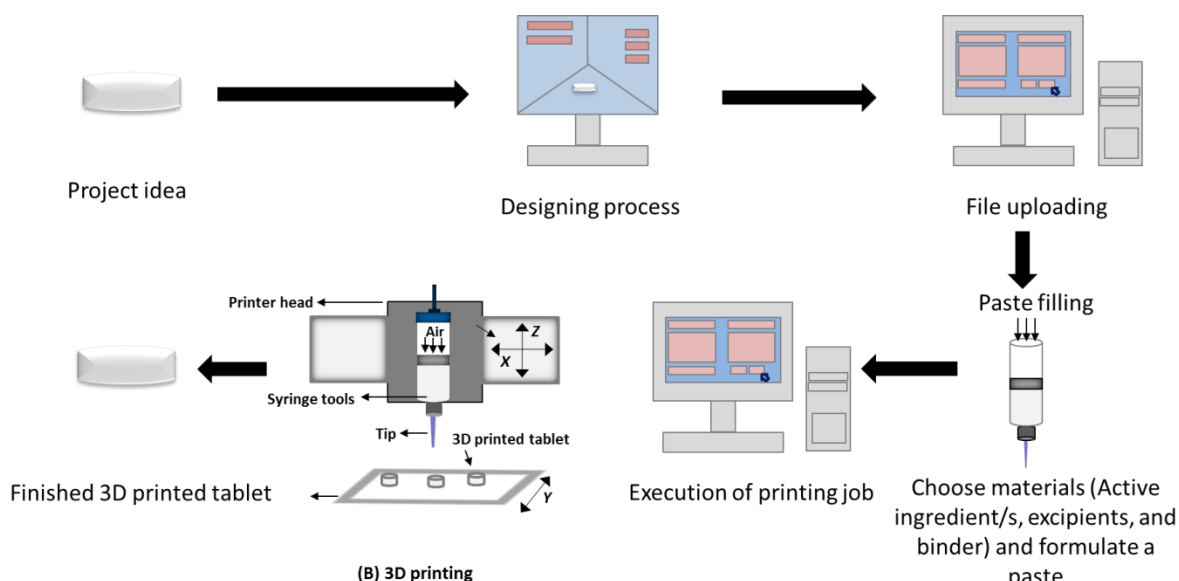 Project idea
Designing process
File uploading
Paste filling
Printer head
Air
Z
X
Syringe tools
Tip
3D printed tablet
Y
Finished 3D printed tablet
Execution of printing job
Choose materials (Active
ingredient/s, excipients, and
binder) and formulate a
paste
(B) 3D printing